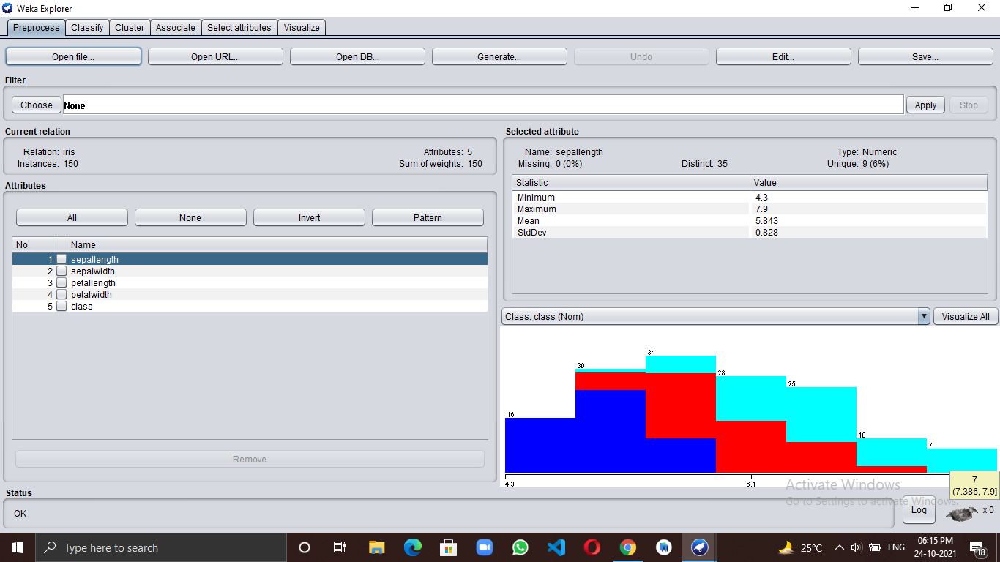 Weka Explorer
Preprocess Classify Cluster Associate Select attributes Visualize
Open file... Open URL... Open DB... Generate... Undo Edit... Save...
Filter
Choose None Apply Stop
Current relation
Relation: iris Attributes: 5
Instances: 150 Sum of weights: 150
Attributes
All None Invert Pattern
No. Name
1 sepallength
2 sepalwidth
3 petallength
4 petalwidth
5 class
Remove
Selected attribute
Name: sepallength Type: Numeric
Missing: 0 (0%) Distinct: 35 Unique: 9 (6%)
Statistic Value
Minimum 4.3
Maximum 7.9
Mean 5.843
StdDev 0.828
Class: class (Nom) Visualize All
16 30 34 28 25 10 7
4.3 6.1
7
(7.386, 7.9]
Activate Windows
Go to Settings to activate Windows.
Status
OK Log x 0
Type here to search 25°C ENG 06:15 PM
24-10-2021 18